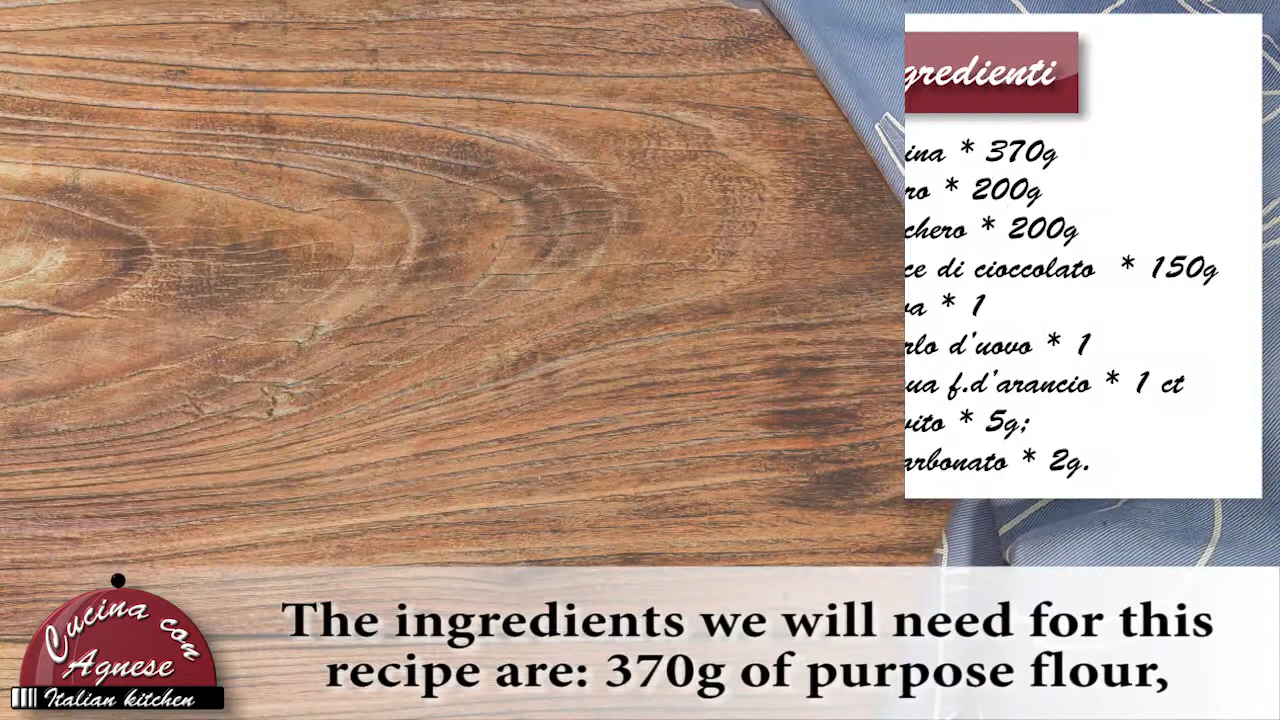 gredienti
ina * 370g
ro * 200g
chero * 200g
ce di cioccolato * 150g
va * 1
rlo d'uovo * 1
ua f.d'arancio * 1 ct
vito * 5g;
arbonato * 2g.
The ingredients we will need for this
recipe are: 370g of purpose flour,
Cucina con
Agnese
Italian kitchen